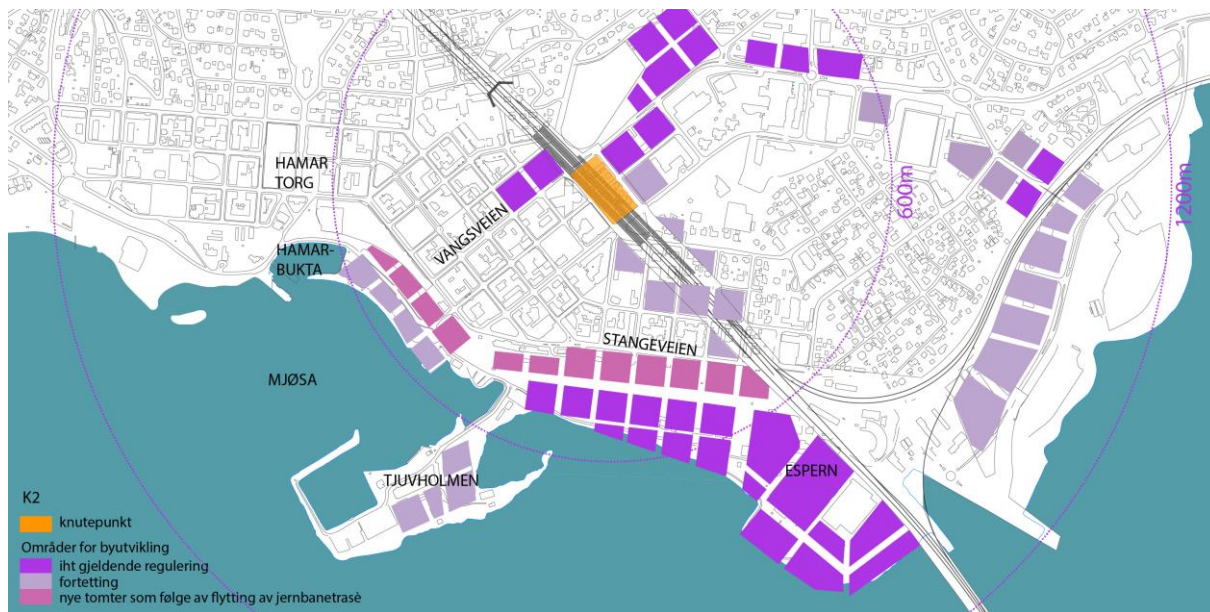 HAMAR
TORG
600m
1200m
VANGSVEIEN
HAMAR-
BUKTA
STANGEVEIEN
MJØSA
ESPERN
TJUVHOLMEN
K2
knutepunkt
Områder for byutvikling
iht gjeldende regulering
fortetting
nye tomter som følge av flytting av jernbanetrasè